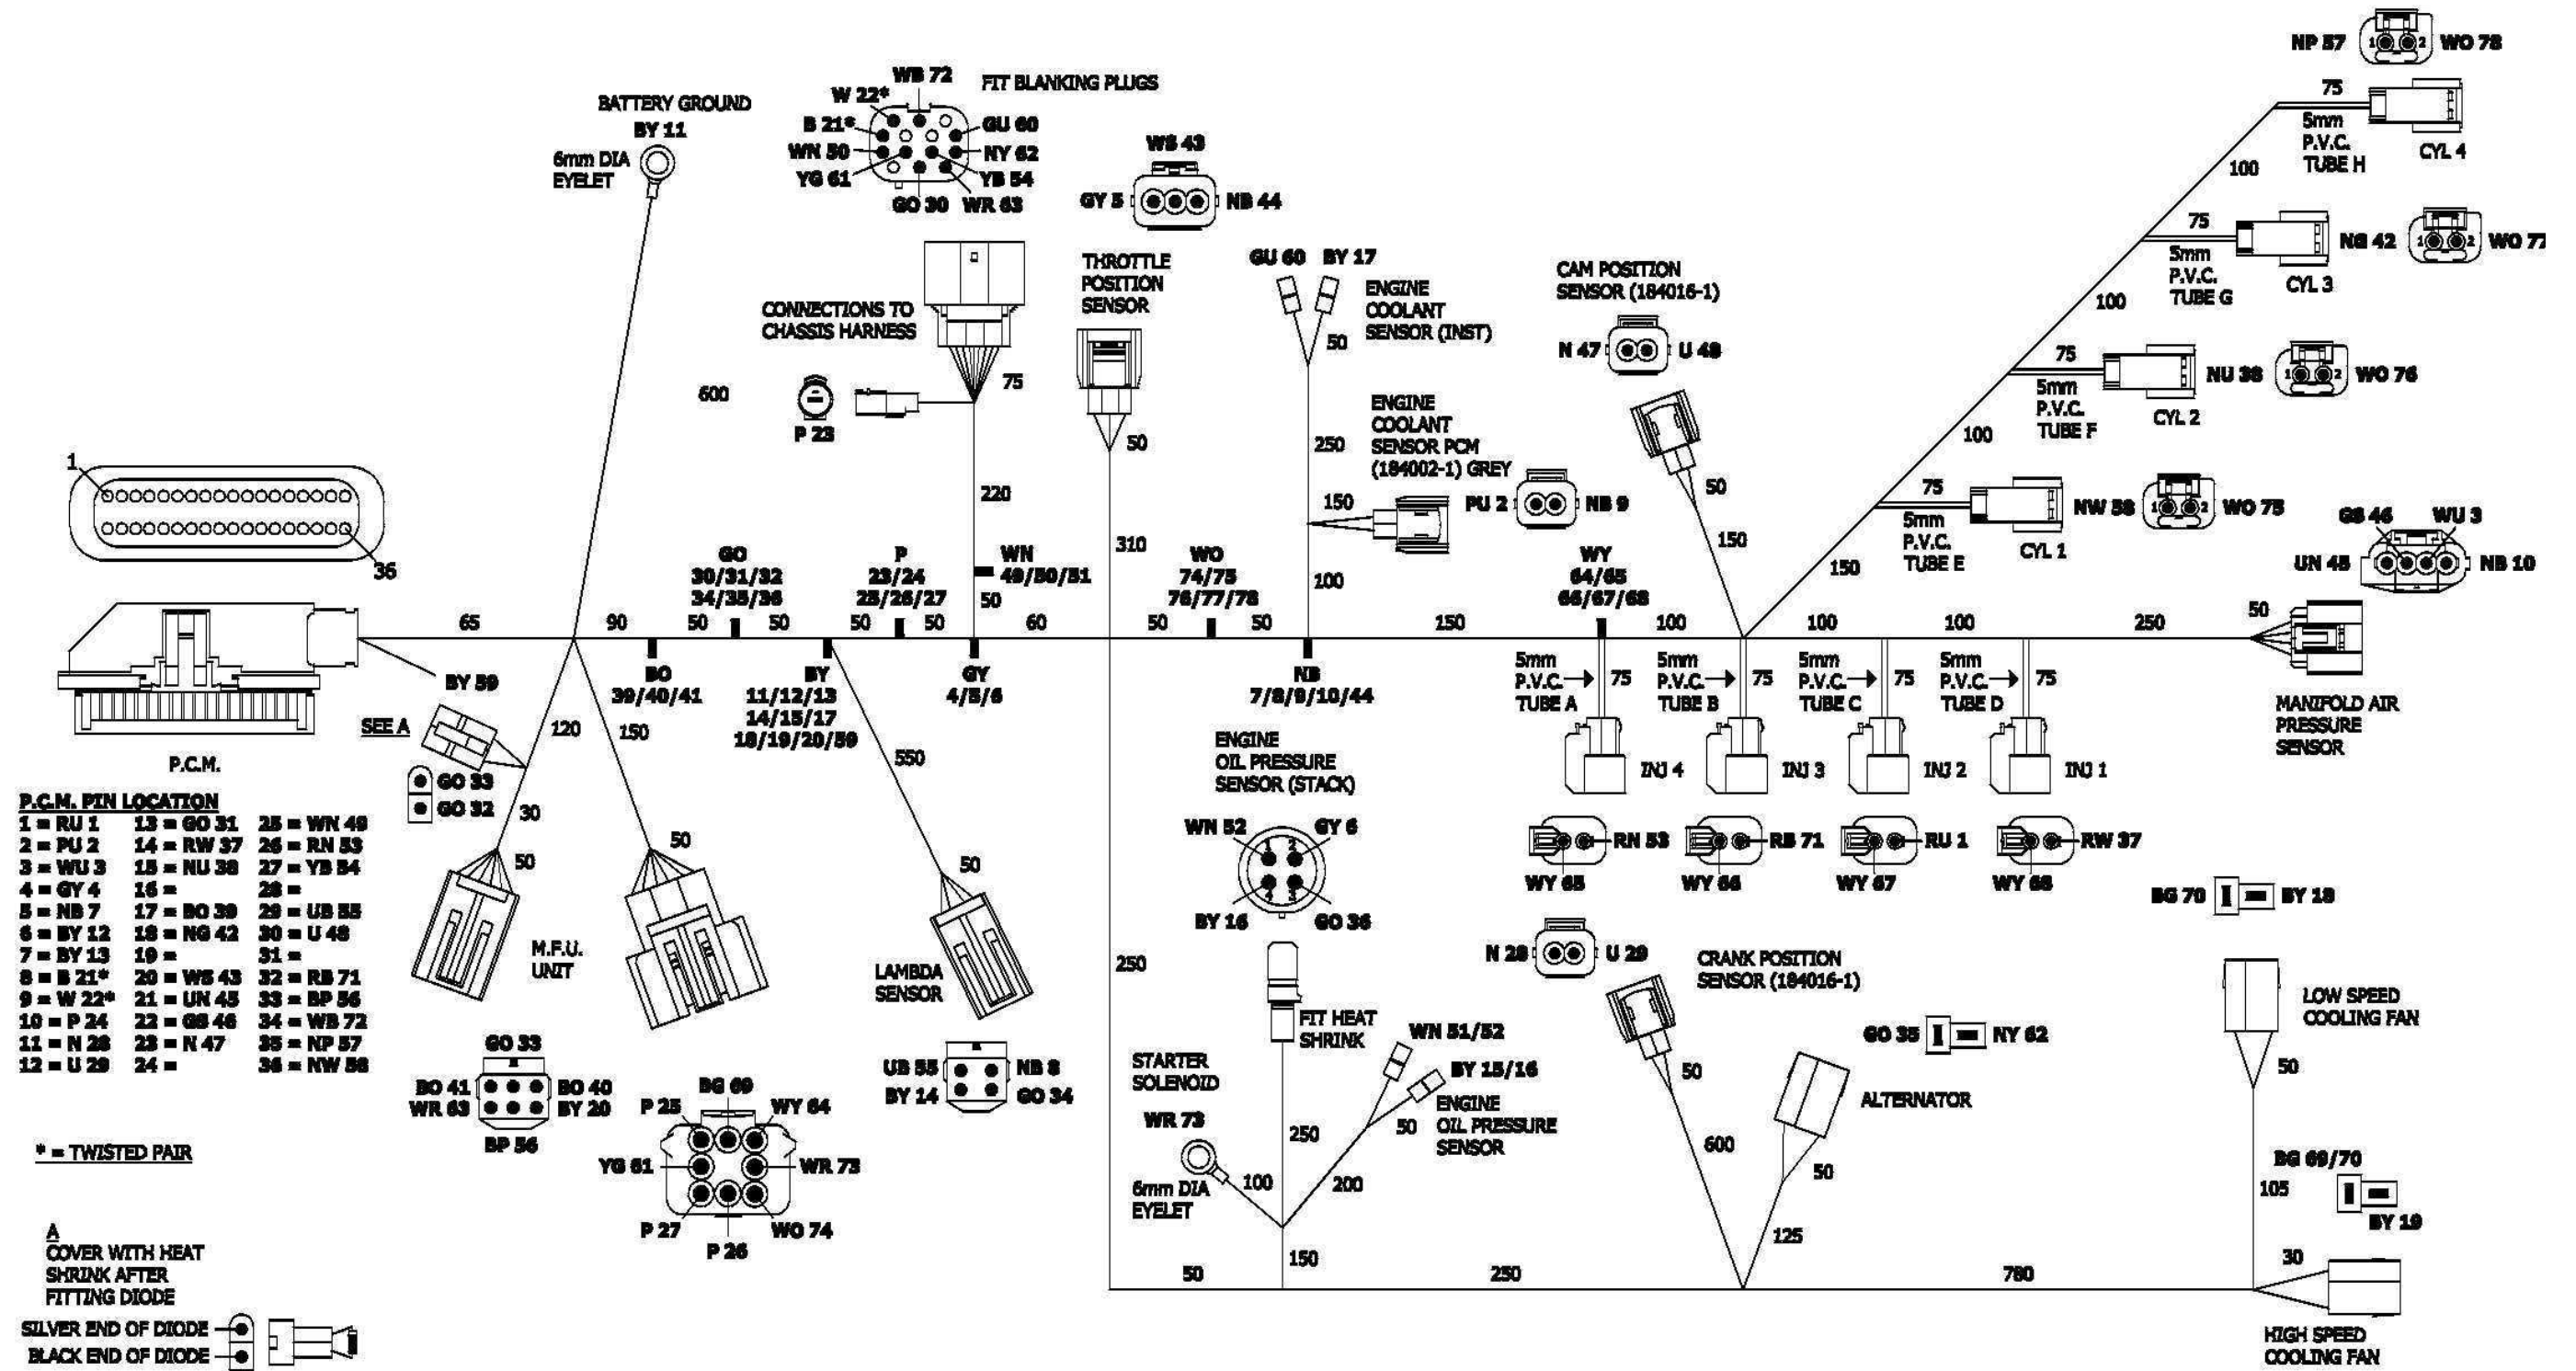 NP 57
WO 78
75
5mm
P.V.C.
TUBE H
CYL 4
100
WB 72
FIT BLANKING PLUGS
W 22*
B 21*
GU 60
WN 50
NY 62
YG 61
YB 54
GO 30
WR 63
BATTERY GROUND
BY 11
6mm DIA
EYELET
WS 43
GY 5
NB 44
THROTTLE
POSITION
SENSOR
CONNECTIONS TO
CHASSIS HARNESS
600
75
P 23
220
50
310
GU 60
BY 17
ENGINE
COOLANT
SENSOR (INST)
50
250
ENGINE
COOLANT
SENSOR PCM
(184002-1) GREY
150
PU 2
NB 9
100
CAM POSITION
SENSOR (184016-1)
N 47
U 48
50
150
75
5mm
P.V.C.
TUBE G
CYL 3
NG 42
1
2
WO 77
100
75
5mm
P.V.C.
TUBE F
CYL 2
NU 38
1
2
WO 76
100
75
5mm
P.V.C.
TUBE E
CYL 1
NW 58
1
2
WO 75
150
GS 46
WU 3
UN 45
NB 10
1
36
65
90
50
50
50
50
60
50
50
150
100
100
100
250
50
GO
30/31/32
34/35/36
P
23/24
25/26/27
WN
49/50/51
50
WO
74/75
76/77/78
WY
64/65
66/67/68
BY 59
BO
39/40/41
BY
11/12/13
14/15/17
18/19/20/59
GY
4/5/6
NB
7/8/9/10/44
5mm
P.V.C.
TUBE A
75
5mm
P.V.C.
TUBE B
75
5mm
P.V.C.
TUBE C
75
5mm
P.V.C.
TUBE D
75
MANIFOLD AIR
PRESSURE
SENSOR
INJ 4
INJ 3
INJ 2
INJ 1
RN 53
WY 65
RB 71
WY 66
RU 1
WY 67
RW 37
WY 68
P.C.M.
SEE A
GO 33
GO 32
120
150
30
50
50
550
50
P.C.M. PIN LOCATION
1 = RU 1 13 = GO 31 25 = WN 49
2 = PU 2 14 = RW 37 26 = RN 53
3 = WU 3 15 = NU 38 27 = YB 54
4 = GY 4 16 = 28 =
5 = NB 7 17 = BO 39 29 = UB 55
6 = BY 12 18 = NG 42 30 = U 48
7 = BY 13 19 = 31 =
8 = B 21* 20 = WS 43 32 = RB 71
9 = W 22* 21 = UN 45 33 = BP 56
10 = P 24 22 = GS 46 34 = WB 72
11 = N 28 23 = N 47 35 = NP 57
12 = U 29 24 = 36 = NW 58
* = TWISTED PAIR
M.F.U.
UNIT
GO 33
BO 41
BO 40
WR 63
BY 20
BP 56
BG 69
P 25
WY 64
YG 61
WR 73
P 27
WO 74
P 26
LAMBDA
SENSOR
UB 55
NB 8
BY 14
GO 34
ENGINE
OIL PRESSURE
SENSOR (STACK)
WN 52
GY 6
1
2
4
3
BY 16
GO 36
FIT HEAT
SHRINK
250
STARTER
SOLENOID
WR 73
6mm DIA
EYELET
100
250
200
WN 51/52
BY 15/16
50
ENGINE
OIL PRESSURE
SENSOR
50
150
250
780
N 28
U 29
CRANK POSITION
SENSOR (184016-1)
50
600
GO 35
NY 62
ALTERNATOR
50
125
BG 70
BY 18
LOW SPEED
COOLING FAN
50
105
BG 69/70
BY 19
30
HIGH SPEED
COOLING FAN
A
COVER WITH HEAT
SHRINK AFTER
FITTING DIODE
SILVER END OF DIODE
BLACK END OF DIODE